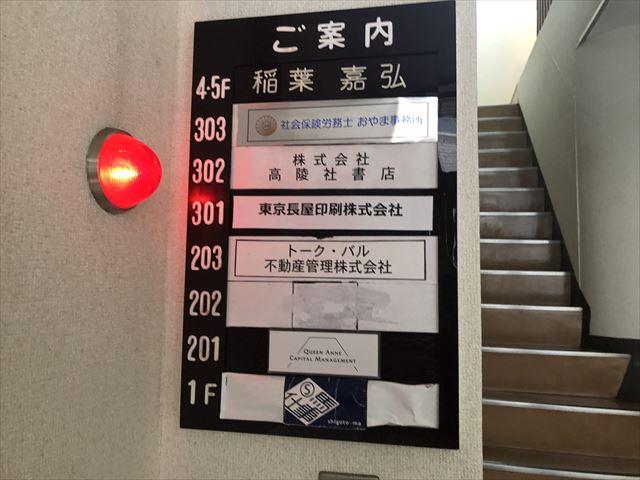 ご案内
4·5F 稲葉 嘉弘
303 社会保険労務士 おやま事務所
302 株式会社
高陵社書店
301 東京長屋印刷株式会社
203 トーク・パル
不動産管理株式会社
202
201 QUEEN ANNE
CAPITAL MANAGEMENT
1F 仕事馬
shigoto ma